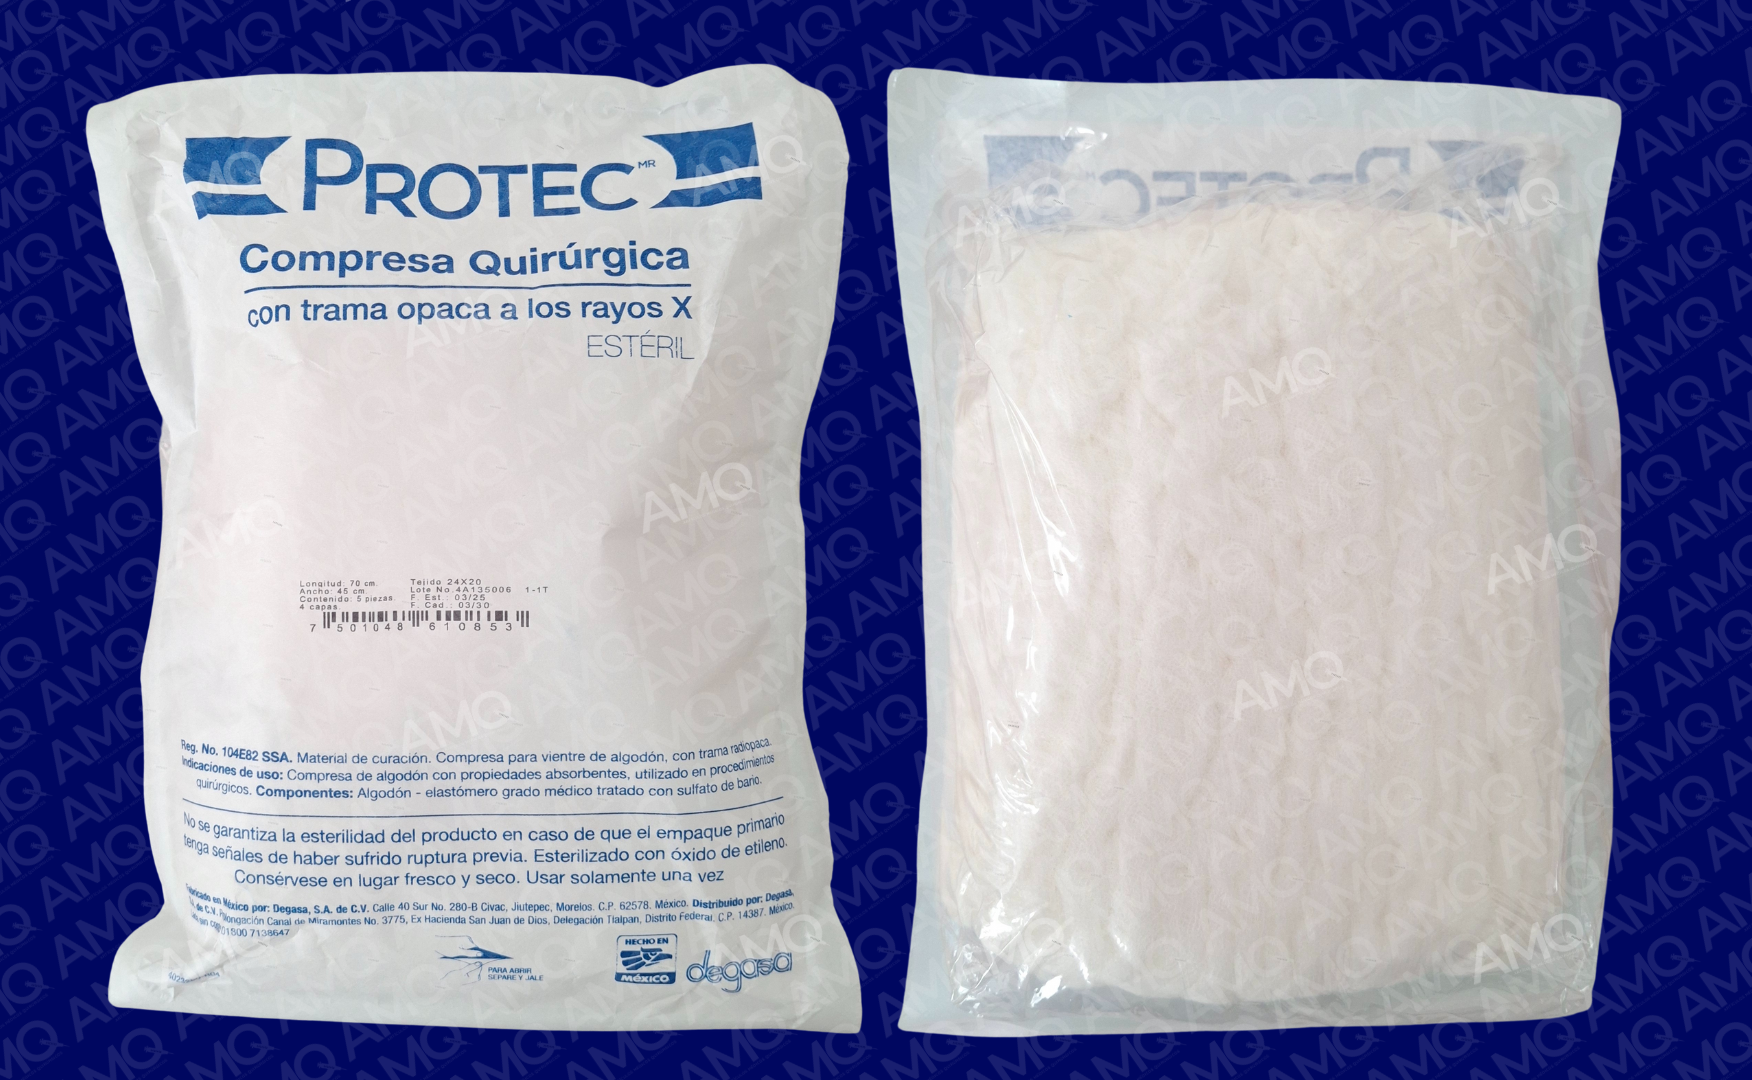 PROTEC MR
Compresa Quirúrgica
con trama opaca a los rayos X
ESTÉRIL
Longitud: 70 cm. Tejido 24X20
Ancho: 45 cm. Lote No.4A135006 1-1T
Contenido: 5 piezas F. Est.: 03/25
4 capas. F. Cad.: 03/30
7 501048 610853
Reg. No. 104E82 SSA. Material de curación. Compresa para vientre de algodón, con trama radiopaca.
Indicaciones de uso: Compresa de algodón con propiedades absorbentes, utilizado en procedimientos
quirúrgicos. Componentes: Algodón - elastómero grado médico tratado con sulfato de bario.
No se garantiza la esterilidad del producto en caso de que el empaque primario
tenga señales de haber sufrido ruptura previa. Esterilizado con óxido de etileno.
Consérvese en lugar fresco y seco. Usar solamente una vez
Fabricado en México por: Degasa, S.A. de C.V. Calle 40 Sur No. 280-B Civac, Jiutepec, Morelos. C.P. 62578. México. Distribuido por: Degasa,
de C.V. Prolongación Canal de Miramontes No. 3775, Ex Hacienda San Juan de Dios, Delegación Tlalpan, Distrito Federal. C.P. 14387. México.
01800 7138647
PARA ABRIR
SEPARE Y JALE
HECHO EN
MÉXICO
degasa
PROTEC
AMQ